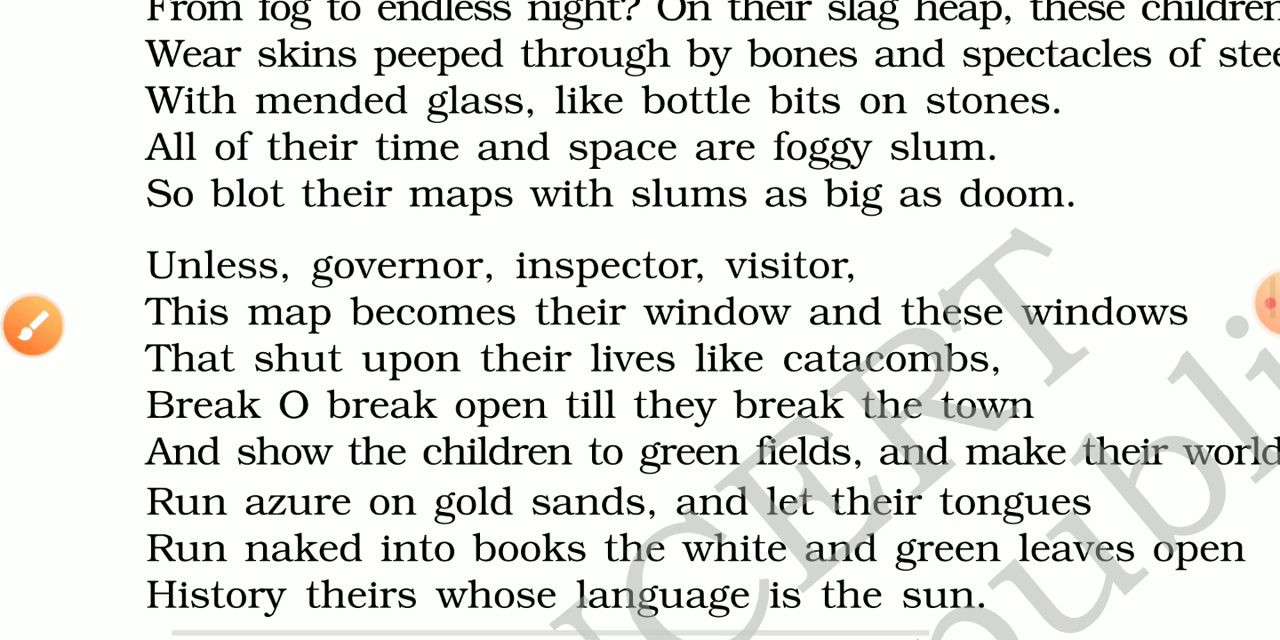 From fog to endless night? On their slag heap, these children
Wear skins peeped through by bones and spectacles of
With mended glass, like bottle bits on stones.
All of their time and space are foggy slum.
So blot their maps with slums as big as doom.
Unless, governor, inspector, visitor,
This map becomes their window and these windows
That shut upon their lives like catacombs,
Break O break open till they break the town
And show the children to green fields, and make their world
Run azure on gold sands, and let their tongues
Run naked into books the white and green leaves open
History theirs whose language is the sun.
NCERT